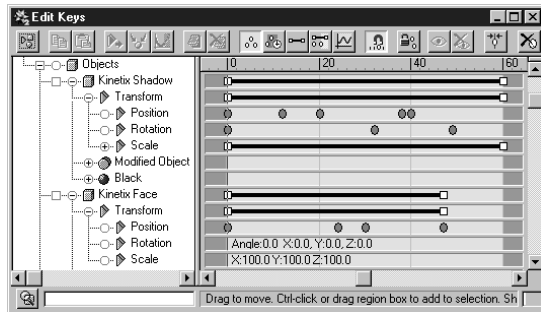 Edit Keys
Objects
0 20 40 60
Kinetix Shadow
Transform
Position
Rotation
Scale
Modified Object
Black
Kinetix Face
Transform
Position
Rotation Angle:0.0 X:0.0, Y:0.0, Z:0.0
Scale X:100.0 Y:100.0 Z:100.0
Drag to move. Ctrl-click or drag region box to add to selection. Sh